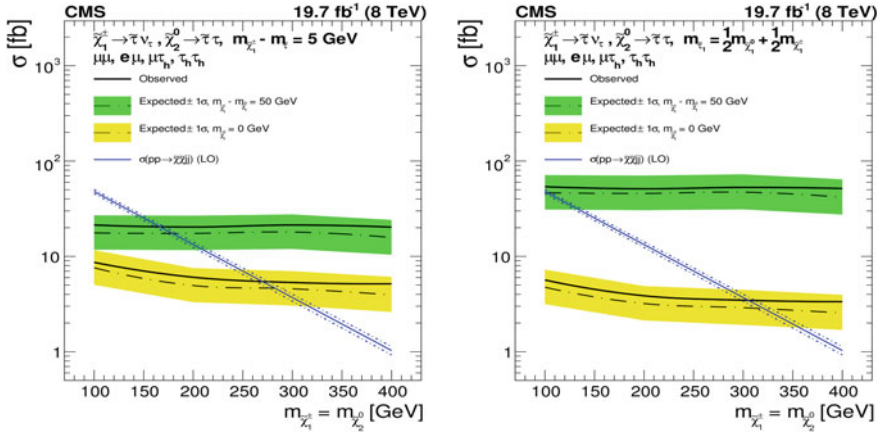 CMS 19.7 fb⁻¹ (8 TeV)
σ [fb]
χ̃₁± → τ̃ ν_τ , χ̃₂⁰ → τ̃ τ, m_χ̃₁± - m_τ̃ = 5 GeV
μμ, eμ, μτ_h, τ_hτ_h
Observed
Expected ± 1σ, m_χ̃ - m_χ̃ = 50 GeV
Expected ± 1σ, m_χ̃ = 0 GeV
σ(pp→χ̃χ̃jj) (LO)
10³
10²
10
1
100 150 200 250 300 350 400
m_χ̃₁± = m_χ̃₂⁰ [GeV]
CMS 19.7 fb⁻¹ (8 TeV)
σ [fb]
χ̃₁± → τ̃ ν_τ , χ̃₂⁰ → τ̃ τ, m_τ̃₁ = ½m_χ̃₁⁰ + ½m_χ̃₁±
μμ, eμ, μτ_h, τ_hτ_h
Observed
Expected ± 1σ, m_χ̃ - m_χ̃ = 50 GeV
Expected ± 1σ, m_χ̃ = 0 GeV
σ(pp→χ̃χ̃jj) (LO)
10³
10²
10
1
100 150 200 250 300 350 400
m_χ̃₁± = m_χ̃₂⁰ [GeV]